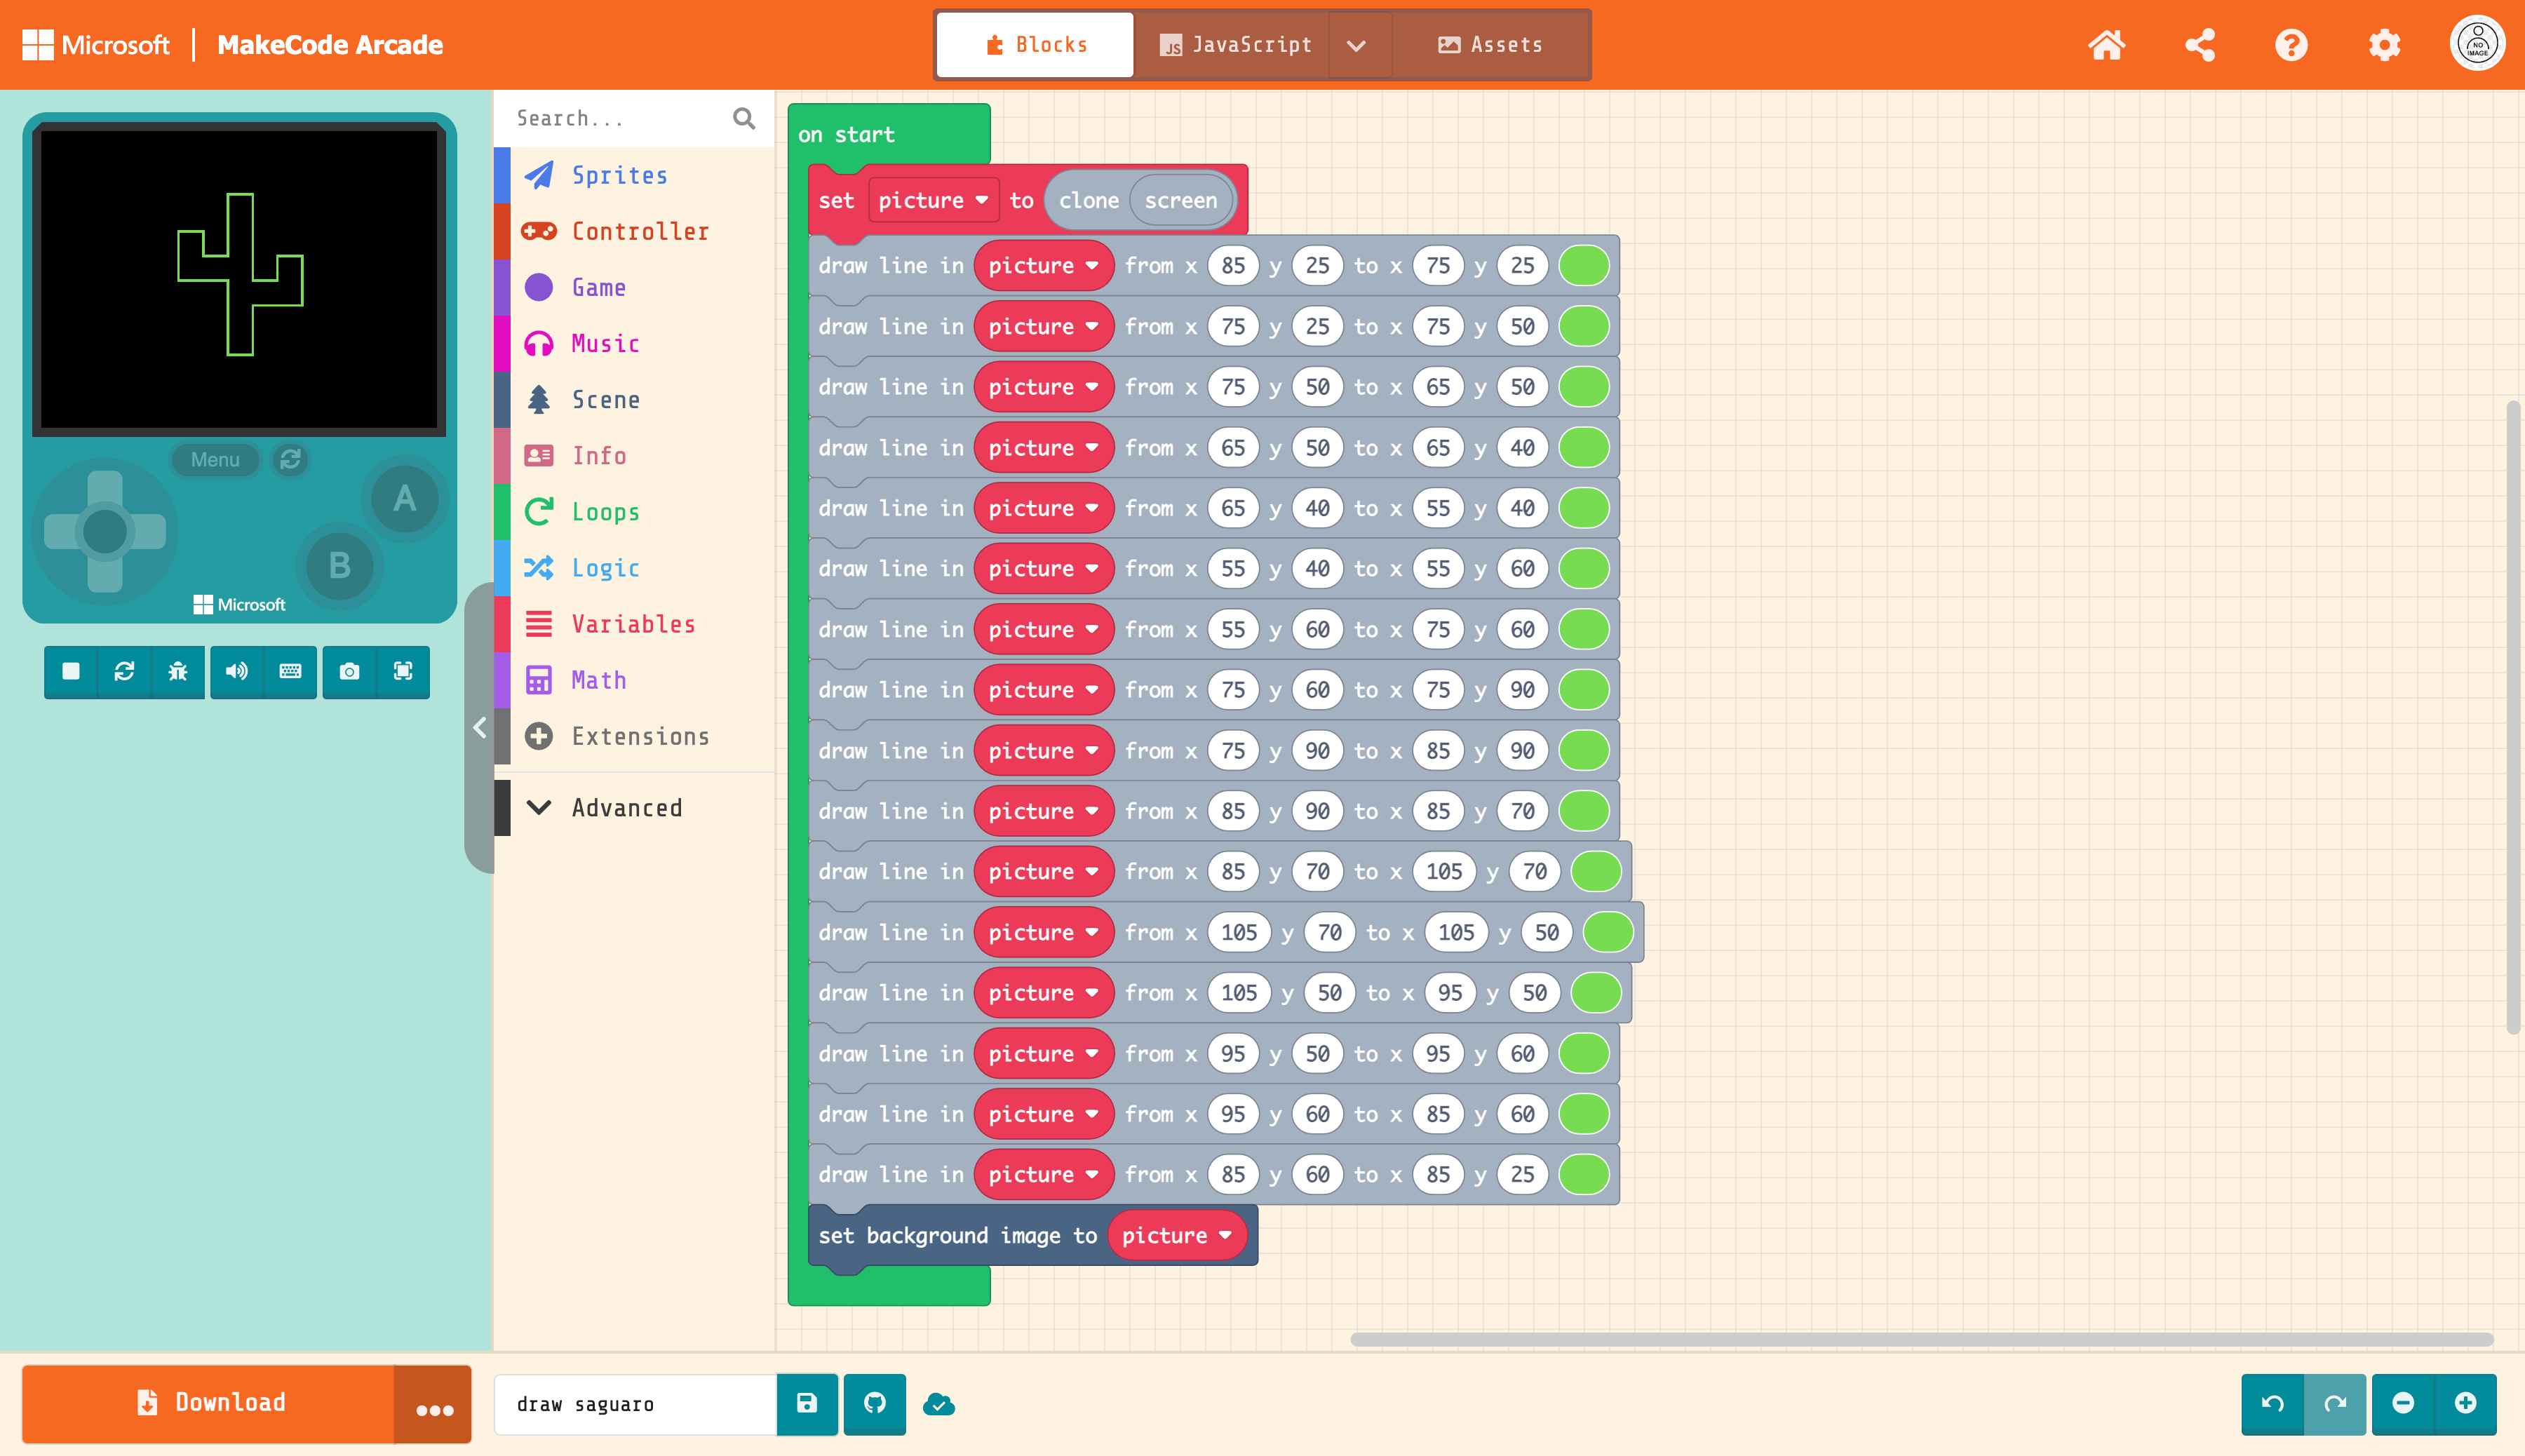 Microsoft | MakeCode Arcade
Blocks
JS JavaScript
Assets
NO IMAGE
Menu
A
B
Microsoft
Search...
Sprites
Controller
Game
Music
Scene
Info
Loops
Logic
Variables
Math
Extensions
Advanced
on start
set picture to clone screen
draw line in picture from x 85 y 25 to x 75 y 25
draw line in picture from x 75 y 25 to x 75 y 50
draw line in picture from x 75 y 50 to x 65 y 50
draw line in picture from x 65 y 50 to x 65 y 40
draw line in picture from x 65 y 40 to x 55 y 40
draw line in picture from x 55 y 40 to x 55 y 60
draw line in picture from x 55 y 60 to x 75 y 60
draw line in picture from x 75 y 60 to x 75 y 90
draw line in picture from x 75 y 90 to x 85 y 90
draw line in picture from x 85 y 90 to x 85 y 70
draw line in picture from x 85 y 70 to x 105 y 70
draw line in picture from x 105 y 70 to x 105 y 50
draw line in picture from x 105 y 50 to x 95 y 50
draw line in picture from x 95 y 50 to x 95 y 60
draw line in picture from x 95 y 60 to x 85 y 60
draw line in picture from x 85 y 60 to x 85 y 25
set background image to picture
Download
draw saguaro